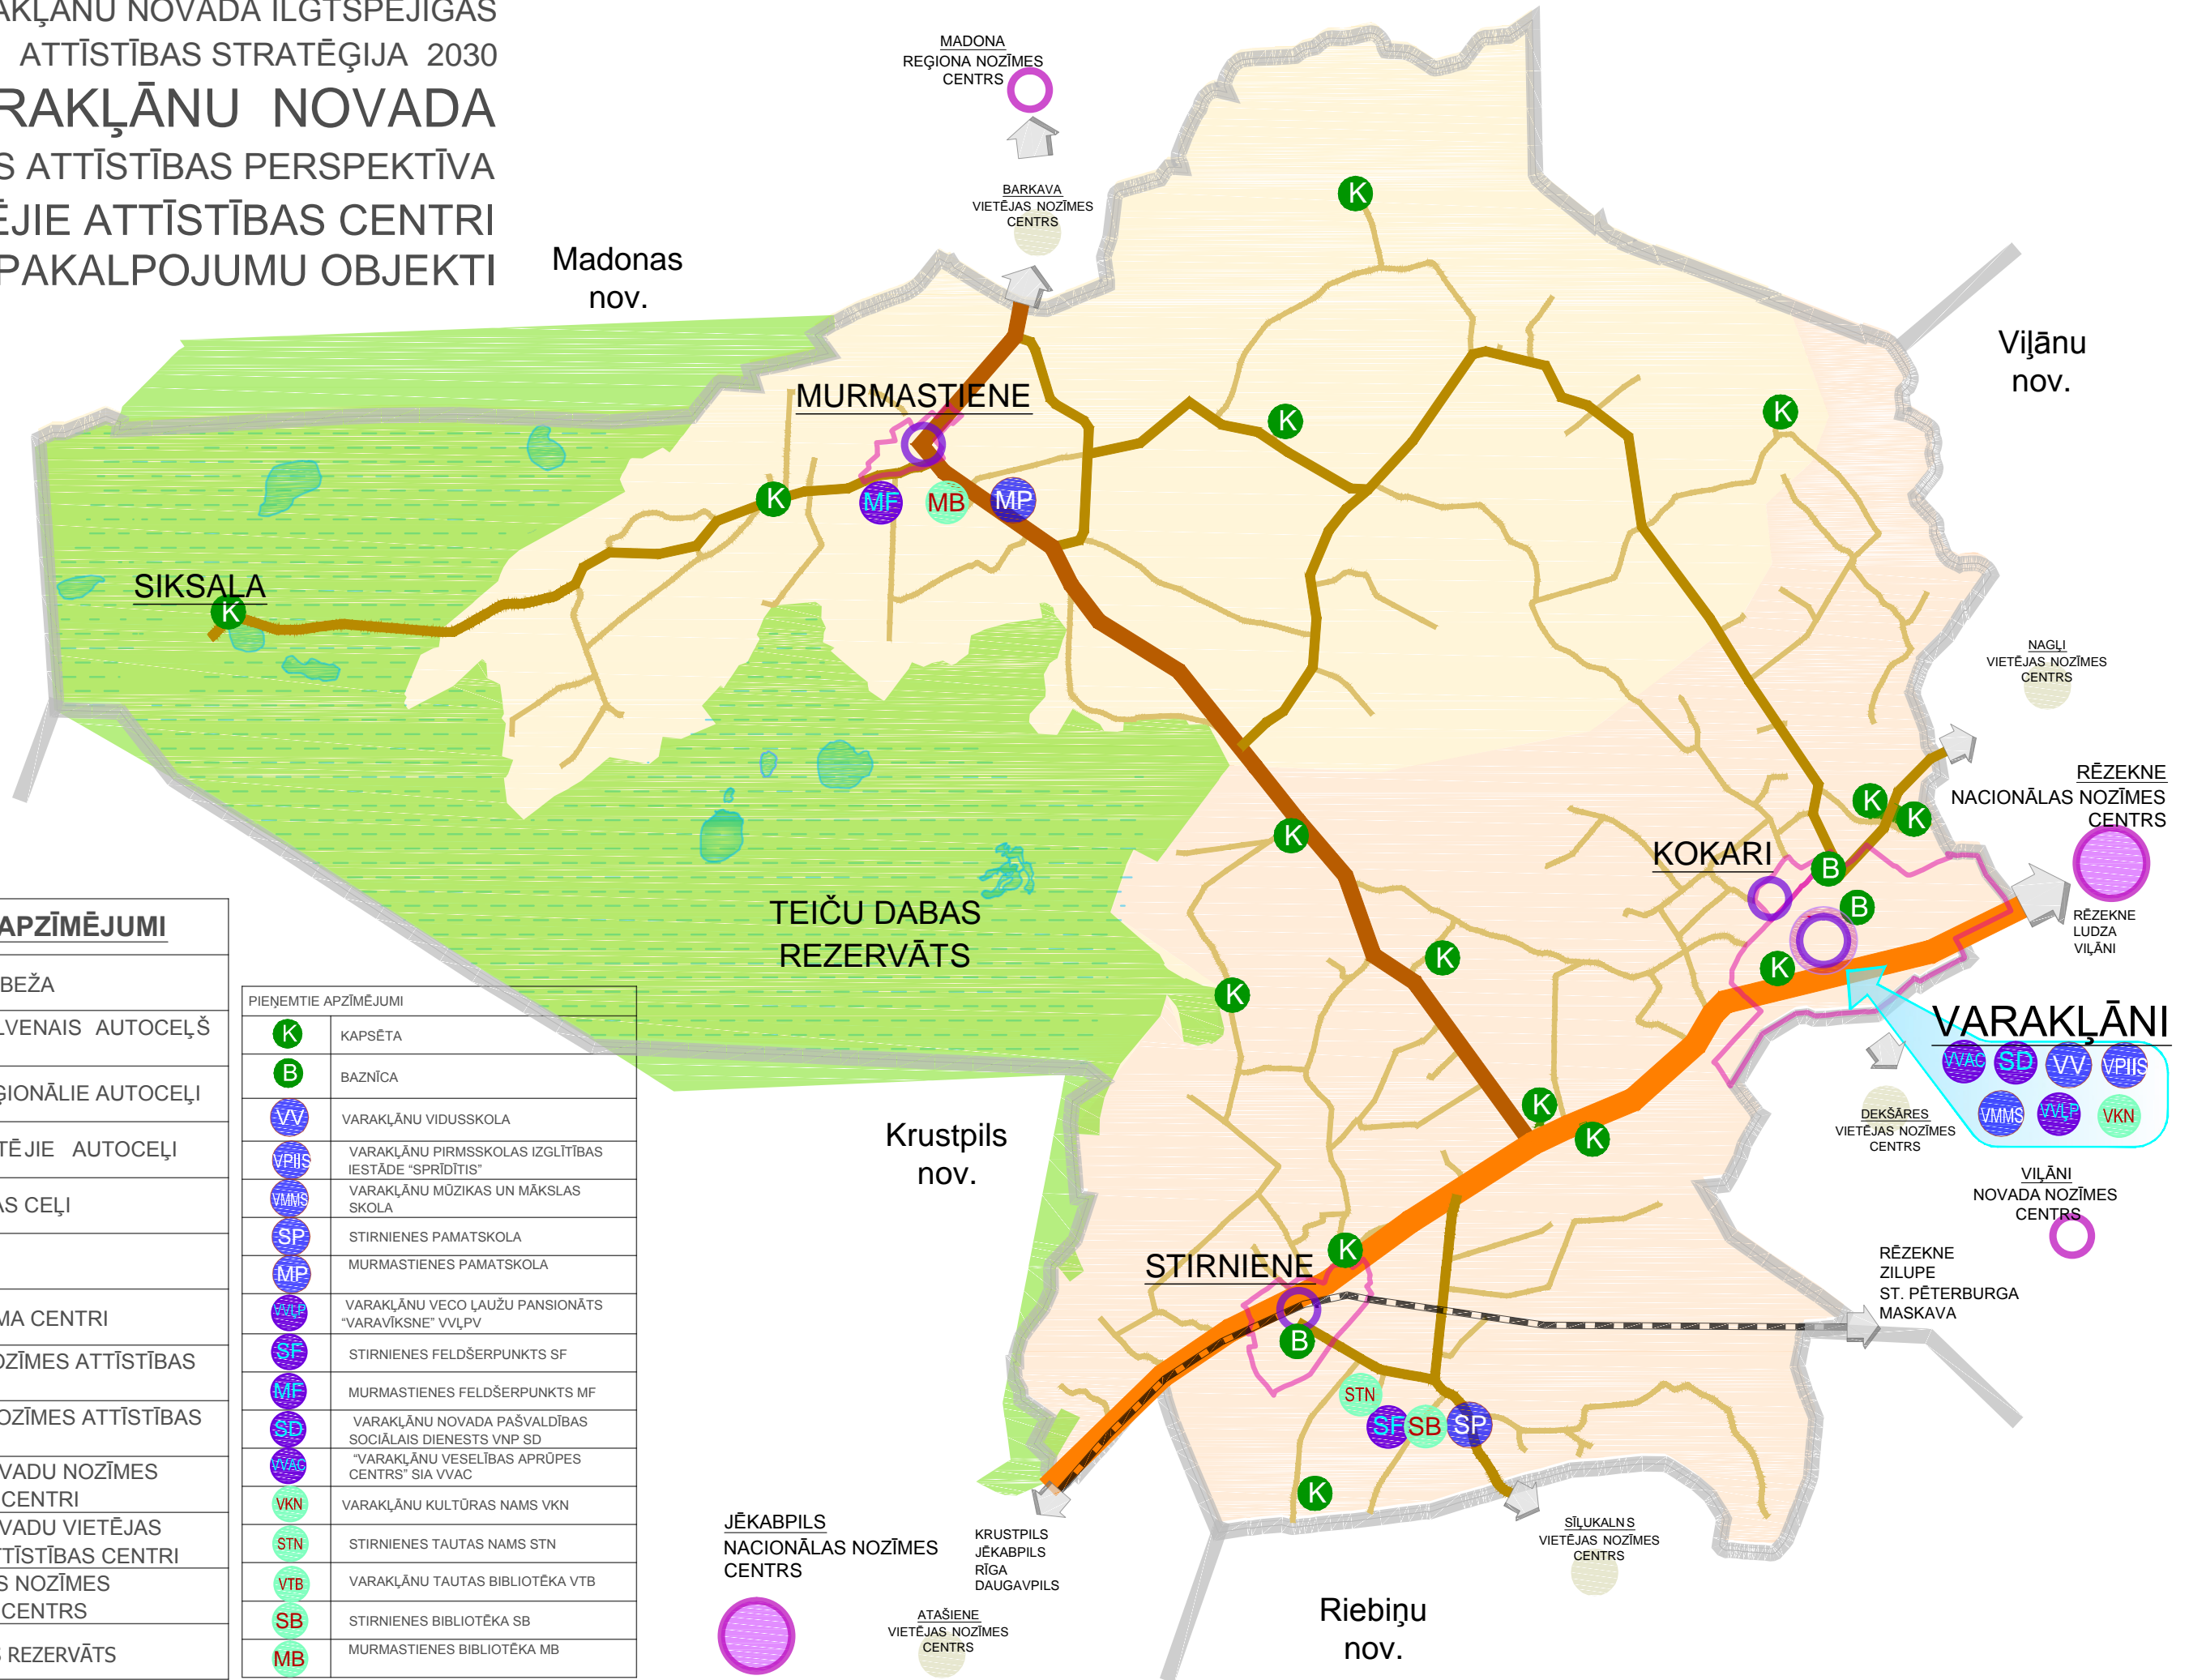 AKĻĀNU NOVADA ILGTSPĒJĪGAS
ATTĪSTĪBAS STRATĒĢIJA 2030
RAKĻĀNU NOVADA
S ATTĪSTĪBAS PERSPEKTĪVA
ĒJIE ATTĪSTĪBAS CENTRI
PAKALPOJUMU OBJEKTI
MADONA
REĢIONA NOZĪMES
CENTRS
BARKAVA
VIETĒJAS NOZĪMES
CENTRS
Madonas
nov.
K
Viļānu
nov.
MURMASTIENE
K
K
K
MF
MB
MP
SIKSALA
K
NAGĻI
VIETĒJAS NOZĪMES
CENTRS
RĒZEKNE
NACIONĀLAS NOZĪMES
CENTRS
K
K
K
KOKARI
B
B
TEIČU DABAS
REZERVĀTS
RĒZEKNE
LUDZA
VIĻĀNI
K
K
K
VARAKĻĀNI
VVAC
SD
VV
VPIIS
VMMS
VVĻP
VKN
DEKŠĀRES
VIETĒJAS NOZĪMES
CENTRS
K
K
Krustpils
nov.
VIĻĀNI
NOVADA NOZĪMES
CENTRS
STIRNIENE
K
B
RĒZEKNE
ZILUPE
ST. PĒTERBURGA
MASKAVA
STN
SF
SB
SP
K
JĒKABPILS
NACIONĀLAS NOZĪMES
CENTRS
KRUSTPILS
JĒKABPILS
RĪGA
DAUGAVPILS
SĪĻUKALNS
VIETĒJAS NOZĪMES
CENTRS
ATAŠIENE
VIETĒJAS NOZĪMES
CENTRS
Riebiņu
nov.
APZĪMĒJUMI
BEŽA
LVENAIS AUTOCEĻŠ
ĢIONĀLIE AUTOCEĻI
TĒJIE AUTOCEĻI
AS CEĻI
MA CENTRI
OZĪMES ATTĪSTĪBAS
OZĪMES ATTĪSTĪBAS
VADU NOZĪMES
CENTRI
VADU VIETĒJAS
TTĪSTĪBAS CENTRI
S NOZĪMES
CENTRS
S REZERVĀTS
PIEŅEMTIE APZĪMĒJUMI
K KAPSĒTA
B BAZNĪCA
VV VARAKĻĀNU VIDUSSKOLA
VPIIS VARAKĻĀNU PIRMSSKOLAS IZGLĪTĪBAS
IESTĀDE “SPRĪDĪTIS”
VMMS VARAKĻĀNU MŪZIKAS UN MĀKSLAS
SKOLA
SP STIRNIENES PAMATSKOLA
MP MURMASTIENES PAMATSKOLA
VVĻP VARAKĻĀNU VECO ĻAUŽU PANSIONĀTS
“VARAVĪKSNE” VVĻPV
SF STIRNIENES FELDŠERPUNKTS SF
MF MURMASTIENES FELDŠERPUNKTS MF
SD VARAKĻĀNU NOVADA PAŠVALDĪBAS
SOCIĀLAIS DIENESTS VNP SD
VVAC “VARAKĻĀNU VESELĪBAS APRŪPES
CENTRS” SIA VVAC
VKN VARAKĻĀNU KULTŪRAS NAMS VKN
STN STIRNIENES TAUTAS NAMS STN
VTB VARAKĻĀNU TAUTAS BIBLIOTĒKA VTB
SB STIRNIENES BIBLIOTĒKA SB
MB MURMASTIENES BIBLIOTĒKA MB